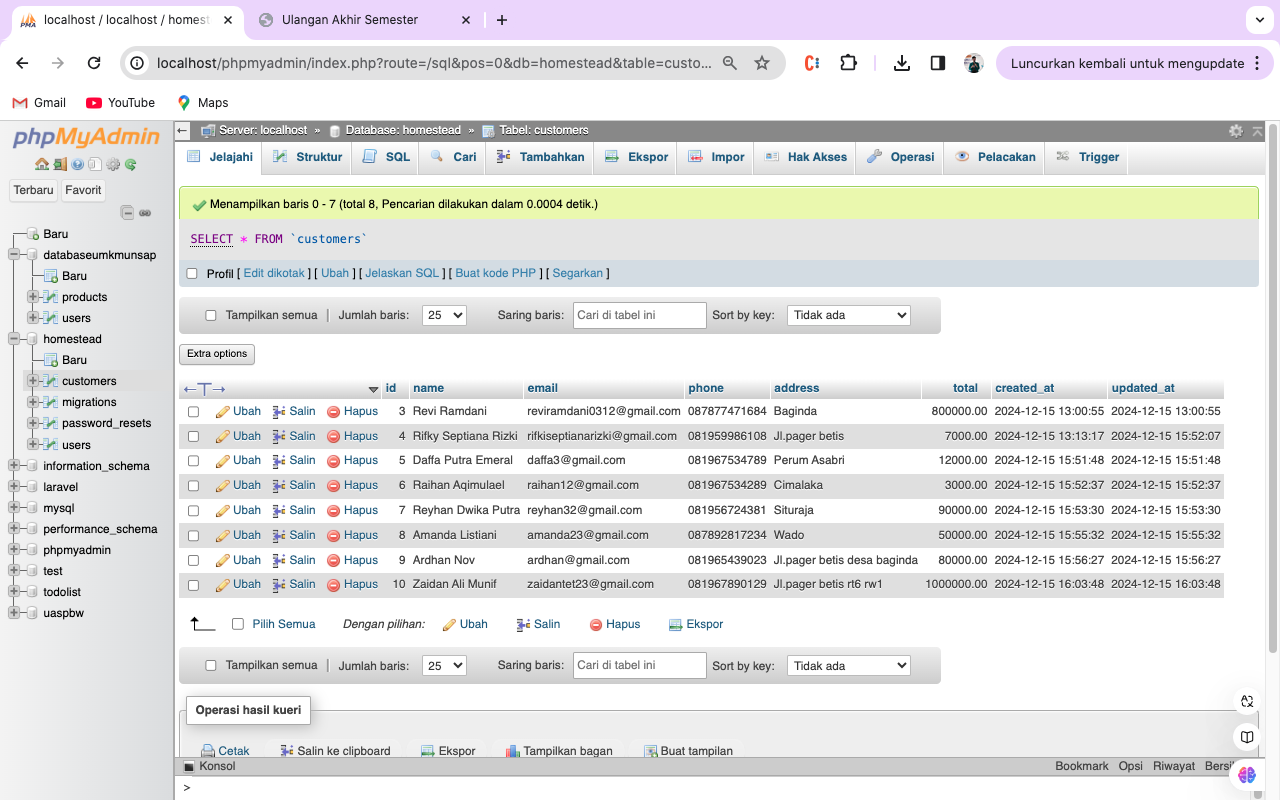 localhost / localhost / homest
Ulangan Akhir Semester
localhost/phpmyadmin/index.php?route=/sql&pos=0&db=homestead&table=custo...
Luncurkan kembali untuk mengupdate
Gmail YouTube Maps
phpMyAdmin
Terbaru Favorit
Baru
databaseumkmunsap
Baru
products
users
homestead
Baru
customers
migrations
password_resets
users
information_schema
laravel
mysql
performance_schema
phpmyadmin
test
todolist
uaspbw
Server: localhost » Database: homestead » Tabel: customers
Jelajahi Struktur SQL Cari Tambahkan Ekspor Impor Hak Akses Operasi Pelacakan Trigger
Menampilkan baris 0 - 7 (total 8, Pencarian dilakukan dalam 0.0004 detik.)
SELECT * FROM `customers`
Profil [ Edit dikotak ] [ Ubah ] [ Jelaskan SQL ] [ Buat kode PHP ] [ Segarkan ]
Tampilkan semua | Jumlah baris: 25 Saring baris: Cari di tabel ini Sort by key: Tidak ada
Extra options
←T→ id name email phone address total created_at updated_at
Ubah Salin Hapus 3 Revi Ramdani reviramdani0312@gmail.com 087877471684 Baginda 800000.00 2024-12-15 13:00:55 2024-12-15 13:00:55
Ubah Salin Hapus 4 Rifky Septiana Rizki rifkiseptianarizki@gmail.com 081959986108 Jl.pager betis 7000.00 2024-12-15 13:13:17 2024-12-15 15:52:07
Ubah Salin Hapus 5 Daffa Putra Emeral daffa3@gmail.com 081967534789 Perum Asabri 12000.00 2024-12-15 15:51:48 2024-12-15 15:51:48
Ubah Salin Hapus 6 Raihan Aqimulael raihan12@gmail.com 081967534289 Cimalaka 3000.00 2024-12-15 15:52:37 2024-12-15 15:52:37
Ubah Salin Hapus 7 Reyhan Dwika Putra reyhan32@gmail.com 081956724381 Situraja 90000.00 2024-12-15 15:53:30 2024-12-15 15:53:30
Ubah Salin Hapus 8 Amanda Listiani amanda23@gmail.com 087892817234 Wado 50000.00 2024-12-15 15:55:32 2024-12-15 15:55:32
Ubah Salin Hapus 9 Ardhan Nov ardhan@gmail.com 081965439023 Jl.pager betis desa baginda 80000.00 2024-12-15 15:56:27 2024-12-15 15:56:27
Ubah Salin Hapus 10 Zaidan Ali Munif zaidantet23@gmail.com 081967890129 Jl.pager betis rt6 rw1 1000000.00 2024-12-15 16:03:48 2024-12-15 16:03:48
Pilih Semua Dengan pilihan: Ubah Salin Hapus Ekspor
Tampilkan semua | Jumlah baris: 25 Saring baris: Cari di tabel ini Sort by key: Tidak ada
Operasi hasil kueri
Cetak Salin ke clipboard Ekspor Tampilkan bagan Buat tampilan
Konsol Bookmark Opsi Riwayat Bersi
>